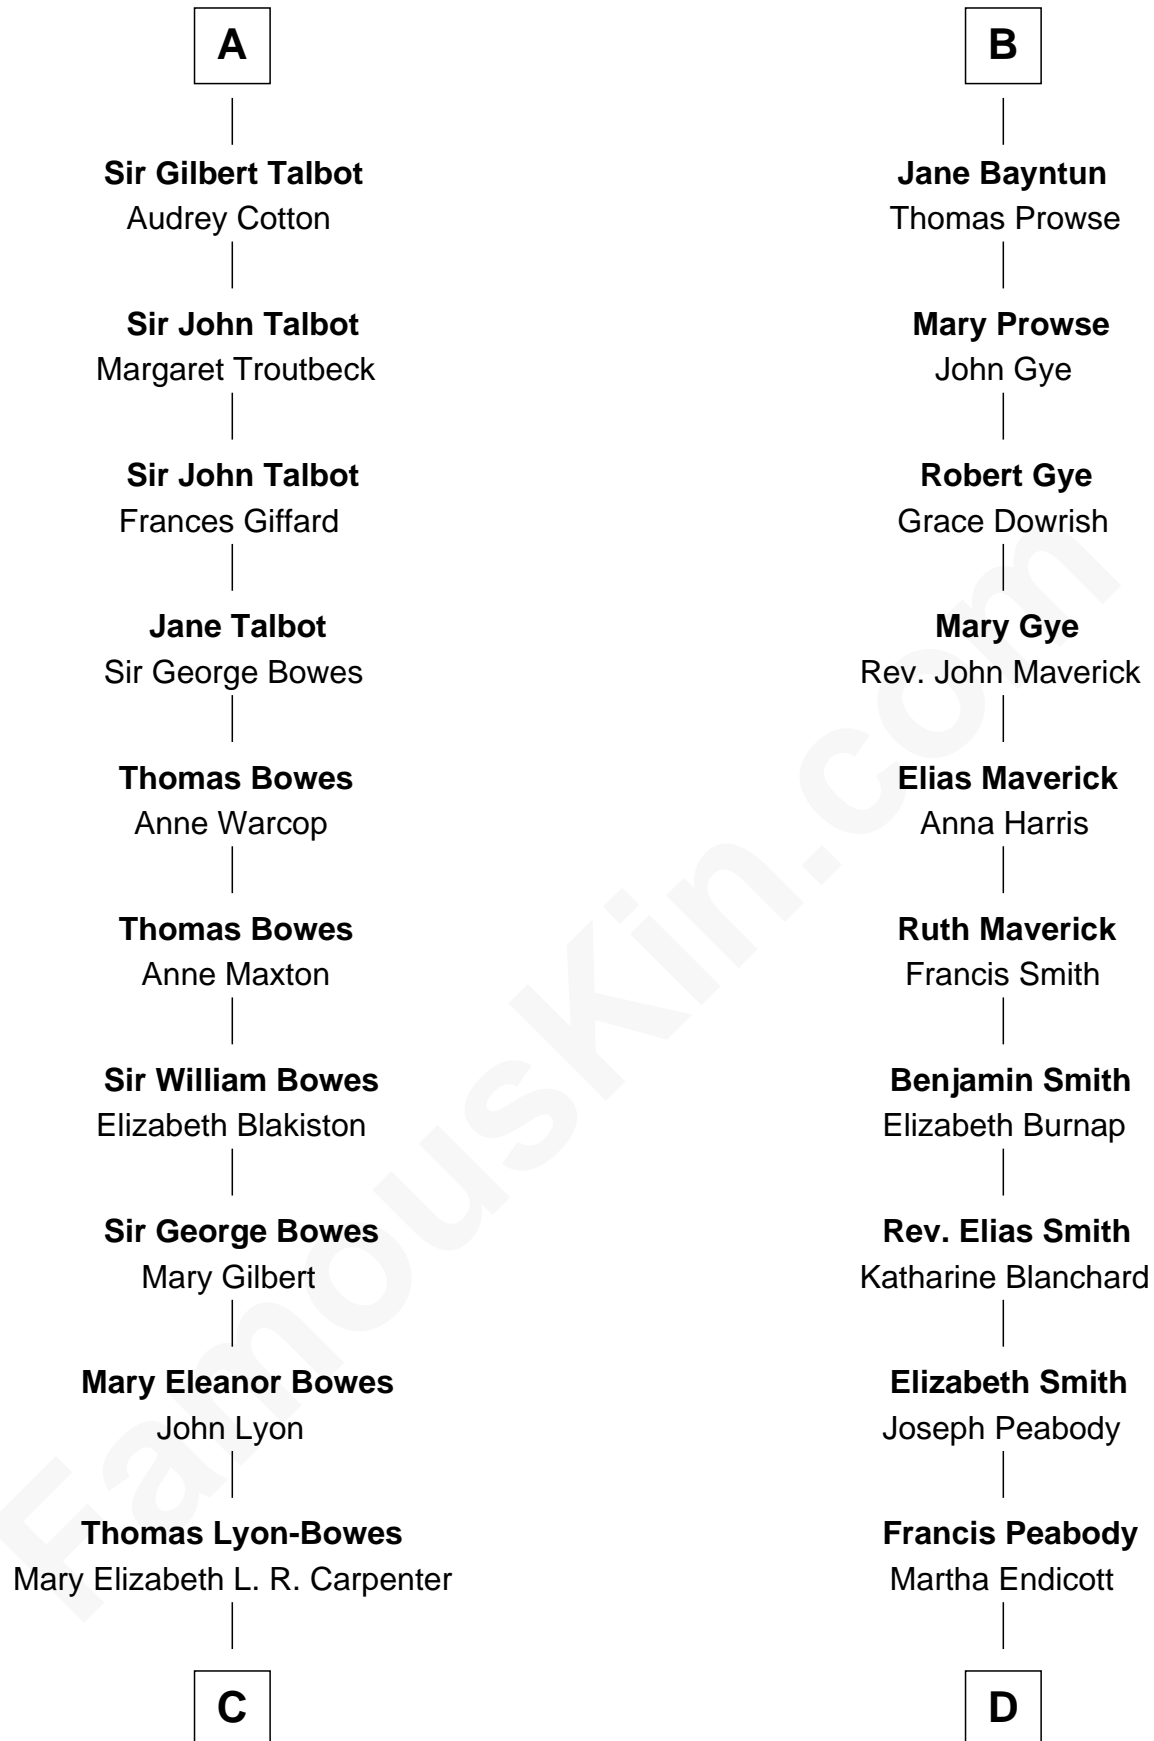 A
Sir Gilbert Talbot
Audrey Cotton
Sir John Talbot
Margaret Troutbeck
Sir John Talbot
Frances Giffard
Jane Talbot
Sir George Bowes
Thomas Bowes
Anne Warcop
Thomas Bowes
Anne Maxton
Sir William Bowes
Elizabeth Blakiston
Sir George Bowes
Mary Gilbert
Mary Eleanor Bowes
John Lyon
Thomas Lyon-Bowes
Mary Elizabeth L. R. Carpenter
C
B
Jane Bayntun
Thomas Prowse
Mary Prowse
John Gye
Robert Gye
Grace Dowrish
Mary Gye
Rev. John Maverick
Elias Maverick
Anna Harris
Ruth Maverick
Francis Smith
Benjamin Smith
Elizabeth Burnap
Rev. Elias Smith
Katharine Blanchard
Elizabeth Smith
Joseph Peabody
Francis Peabody
Martha Endicott
D
FamousKin.com